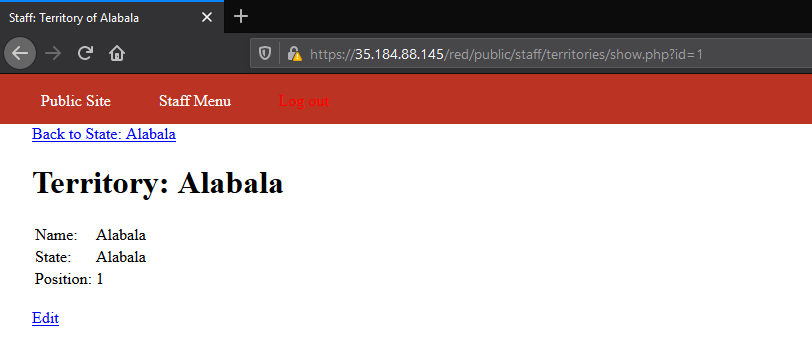 Staff: Territory of Alabala
https://35.184.88.145/red/public/staff/territories/show.php?id=1
Public Site Staff Menu Log out
Back to State: Alabala
Territory: Alabala
Name: Alabala
State: Alabala
Position: 1
Edit